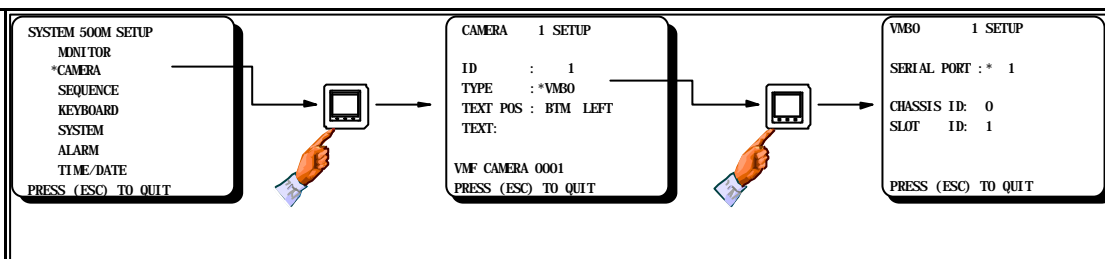 SYSTEM 500M SETUP
MONITOR
*CAMERA
SEQUENCE
KEYBOARD
SYSTEM
ALARM
TIME/DATE
PRESS (ESC) TO QUIT
CAMERA 1 SETUP
ID : 1
TYPE :*VM30
TEXT POS : BTM LEFT
TEXT:
VMF CAMERA 0001
PRESS (ESC) TO QUIT
VM30 1 SETUP
SERIAL PORT :* 1
CHASSIS ID: 0
SLOT ID: 1
PRESS (ESC) TO QUIT